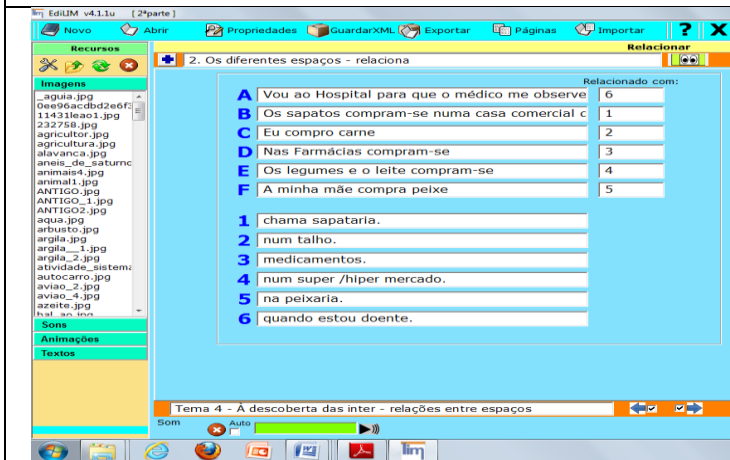 EdiLIM v4.1.1u [ 2ªparte ]
Novo Abrir Propriedades GuardarXML Exportar Páginas Importar ? X
Recursos
Relacionar
2. Os diferentes espaços - relaciona
Imagens
_aguia.jpg
0ee96acdbd2e6f3
11431leao1.jpg
232758.jpg
agricultor.jpg
agricultura.jpg
alavanca.jpg
aneis_de_saturno
animais4.jpg
animal1.jpg
ANTIGO.jpg
ANTIGO_1.jpg
ANTIGO2.jpg
aqua.jpg
arbusto.jpg
argila.jpg
argila__1.jpg
argila_2.jpg
atividade_sistema
autocarro.jpg
aviao_2.jpg
aviao_4.jpg
azeite.jpg
Sons
Animações
Textos
Relacionado com:
A Vou ao Hospital para que o médico me observe 6
B Os sapatos compram-se numa casa comercial c 1
C Eu compro carne 2
D Nas Farmácias compram-se 3
E Os legumes e o leite compram-se 4
F A minha mãe compra peixe 5
1 chama sapataria.
2 num talho.
3 medicamentos.
4 num super /hiper mercado.
5 na peixaria.
6 quando estou doente.
Tema 4 - À descoberta das inter - relações entre espaços
Som Auto
lim